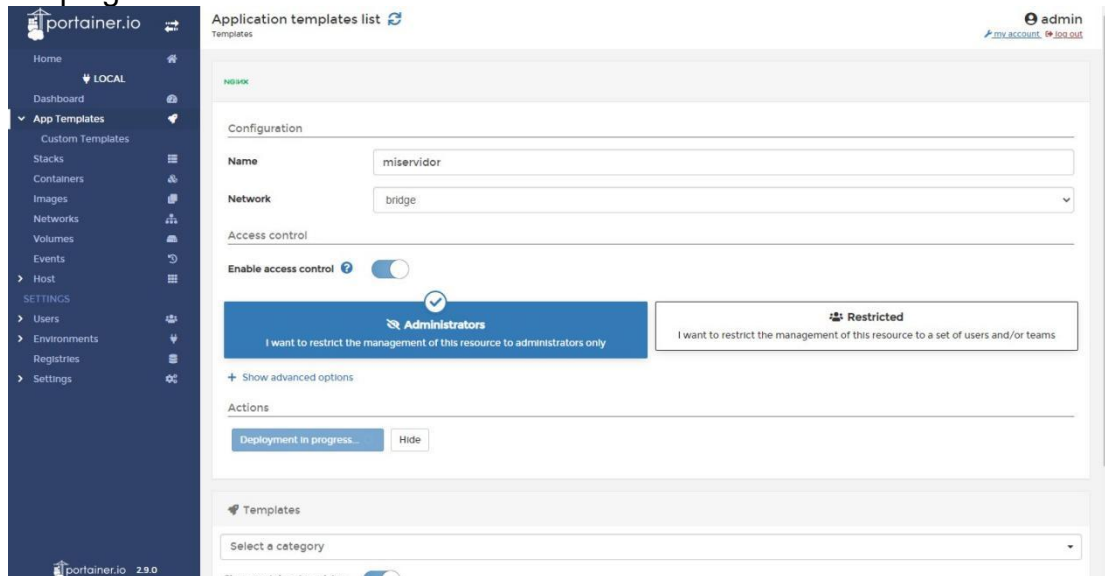 portainer.io
Application templates list
Templates
admin
my account log out
Home
LOCAL
Dashboard
App Templates
Custom Templates
Stacks
Containers
Images
Networks
Volumes
Events
Host
SETTINGS
Users
Environments
Registries
Settings
portainer.io 2.9.0
NGINX
Configuration
Name miservidor
Network bridge
Access control
Enable access control
Administrators
I want to restrict the management of this resource to administrators only
Restricted
I want to restrict the management of this resource to a set of users and/or teams
+ Show advanced options
Actions
Deployment in progress... Hide
Templates
Select a category